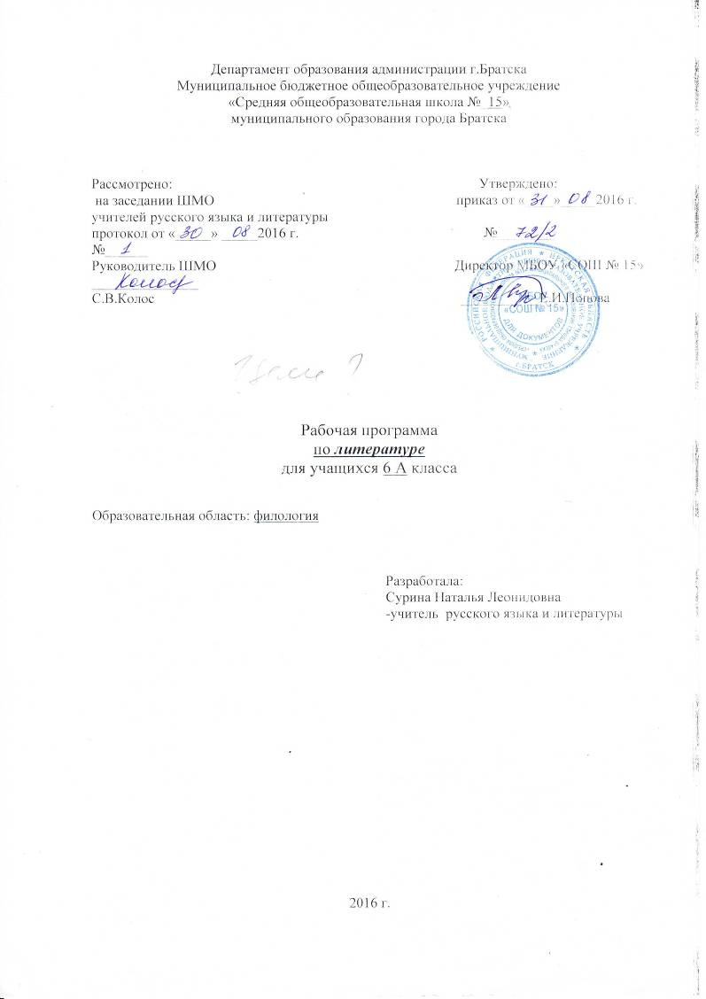 Департамент образования администрации г.Братска
Муниципальное бюджетное общеобразовательное учреждение
«Средняя общеобразовательная школа № 15»
муниципального образования города Братска
Рассмотрено:
на заседании ШМО
учителей русского языка и литературы
протокол от « 30 » 08 2016 г.
№ 1
Руководитель ШМО
Колос
С.В.Колос
Утверждено:
приказ от « 31 » 08 2016 г.
№ 72/2
Директор МБОУ «СОШ № 15»
Е.И.Попова
РОССИЙСКАЯ ФЕДЕРАЦИЯ ★ ИРКУТСКАЯ ОБЛАСТЬ ★
«СОШ № 15»
ДЛЯ ДОКУМЕНТОВ
г.БРАТСК
Рабочая программа
по литературе
для учащихся 6 А класса
Образовательная область: филология
Разработала:
Сурина Наталья Леонидовна
-учитель русского языка и литературы
2016 г.